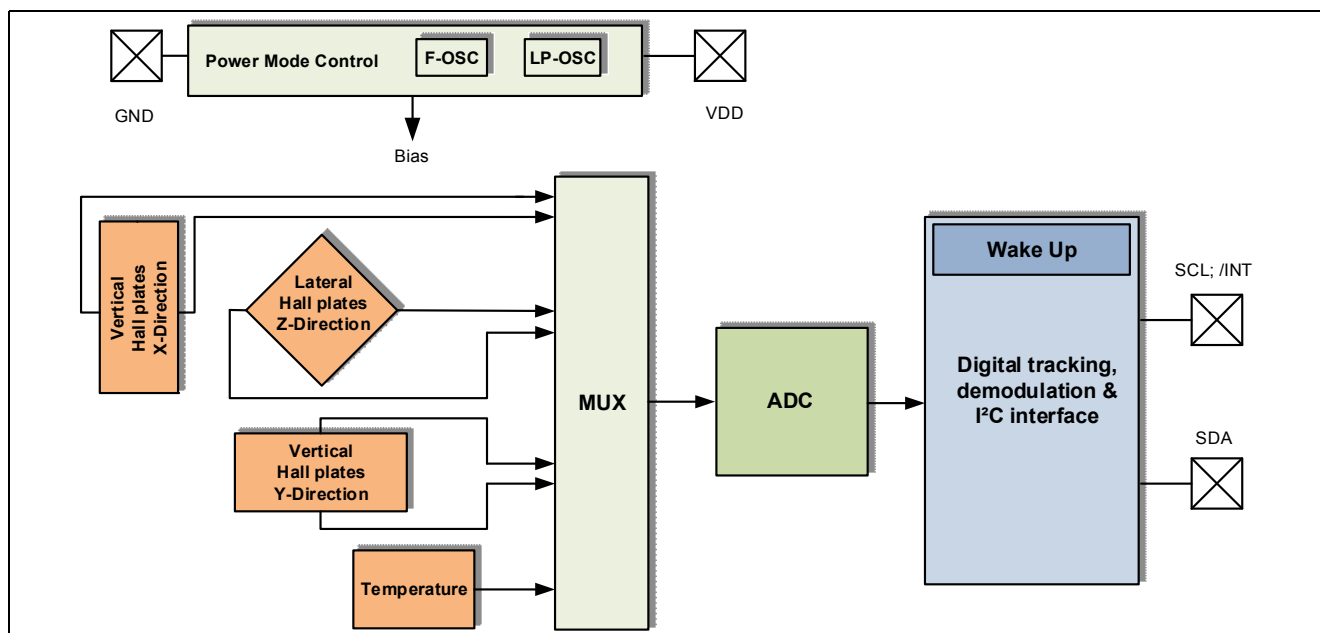 Power Mode Control
F-OSC
LP-OSC
GND
VDD
Bias
Vertical
Hall plates
X-Direction
Lateral
Hall plates
Z-Direction
Vertical
Hall plates
Y-Direction
Temperature
MUX
ADC
Wake Up
Digital tracking,
demodulation &
I²C interface
SCL; /INT
SDA